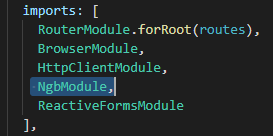 imports: [
RouterModule.forRoot(routes),
BrowserModule,
HttpClientModule,
NgbModule,
ReactiveFormsModule
],